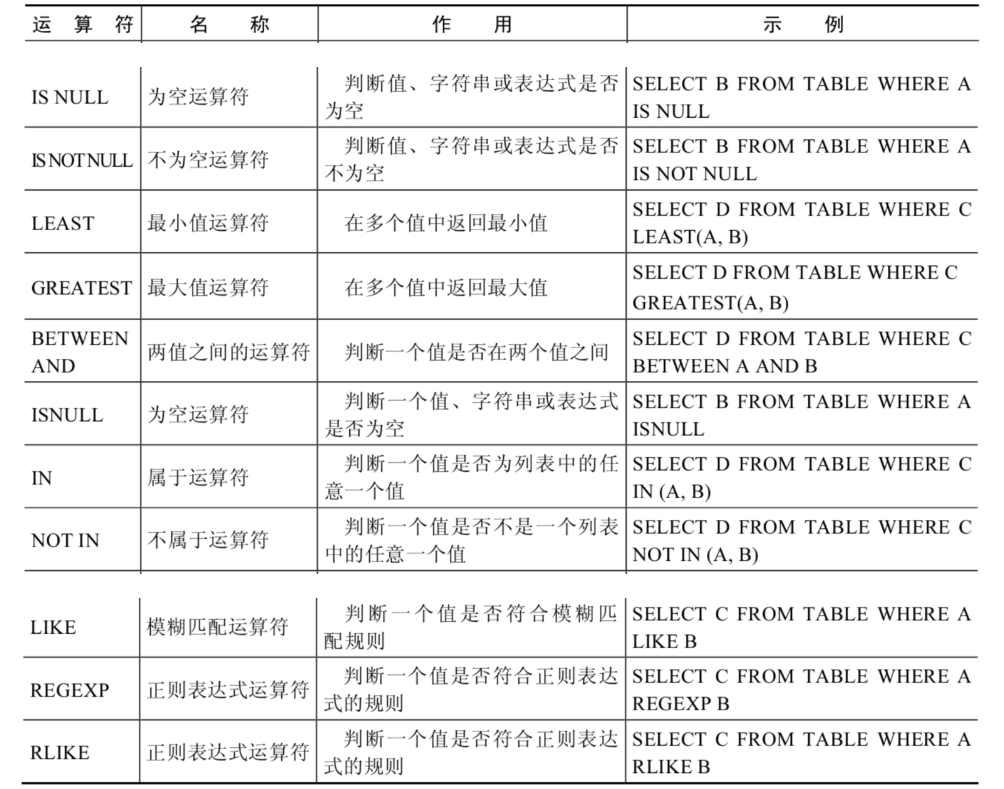 运 算 符 名 称 作 用 示 例
IS NULL 为空运算符 判断值、字符串或表达式是否为空 SELECT B FROM TABLE WHERE A IS NULL
IS NOT NULL 不为空运算符 判断值、字符串或表达式是否不为空 SELECT B FROM TABLE WHERE A IS NOT NULL
LEAST 最小值运算符 在多个值中返回最小值 SELECT D FROM TABLE WHERE C LEAST(A, B)
GREATEST 最大值运算符 在多个值中返回最大值 SELECT D FROM TABLE WHERE C GREATEST(A, B)
BETWEEN AND 两值之间的运算符 判断一个值是否在两个值之间 SELECT D FROM TABLE WHERE C BETWEEN A AND B
ISNULL 为空运算符 判断一个值、字符串或表达式是否为空 SELECT B FROM TABLE WHERE A ISNULL
IN 属于运算符 判断一个值是否为列表中的任意一个值 SELECT D FROM TABLE WHERE C IN (A, B)
NOT IN 不属于运算符 判断一个值是否不是一个列表中的任意一个值 SELECT D FROM TABLE WHERE C NOT IN (A, B)
LIKE 模糊匹配运算符 判断一个值是否符合模糊匹配规则 SELECT C FROM TABLE WHERE A LIKE B
REGEXP 正则表达式运算符 判断一个值是否符合正则表达式的规则 SELECT C FROM TABLE WHERE A REGEXP B
RLIKE 正则表达式运算符 判断一个值是否符合正则表达式的规则 SELECT C FROM TABLE WHERE A RLIKE B